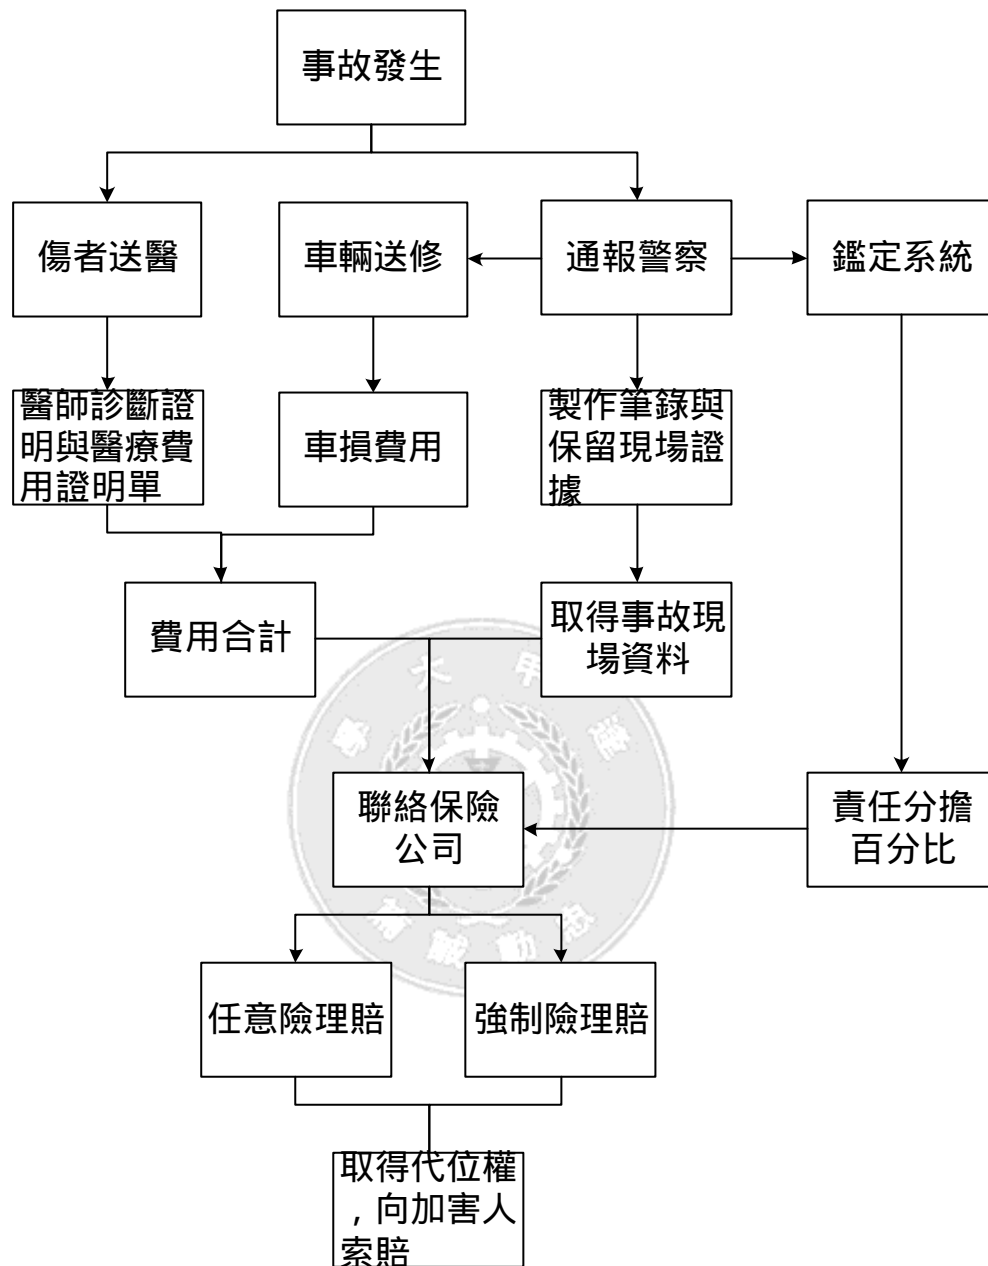 事故發生
傷者送醫
車輛送修
通報警察
鑑定系統
醫師診斷證
明與醫療費
用證明單
車損費用
製作筆錄與
保留現場證
據
費用合計
取得事故現
場資料
聯絡保險
公司
責任分擔
百分比
任意險理賠
強制險理賠
取得代位權
，向加害人
索賠